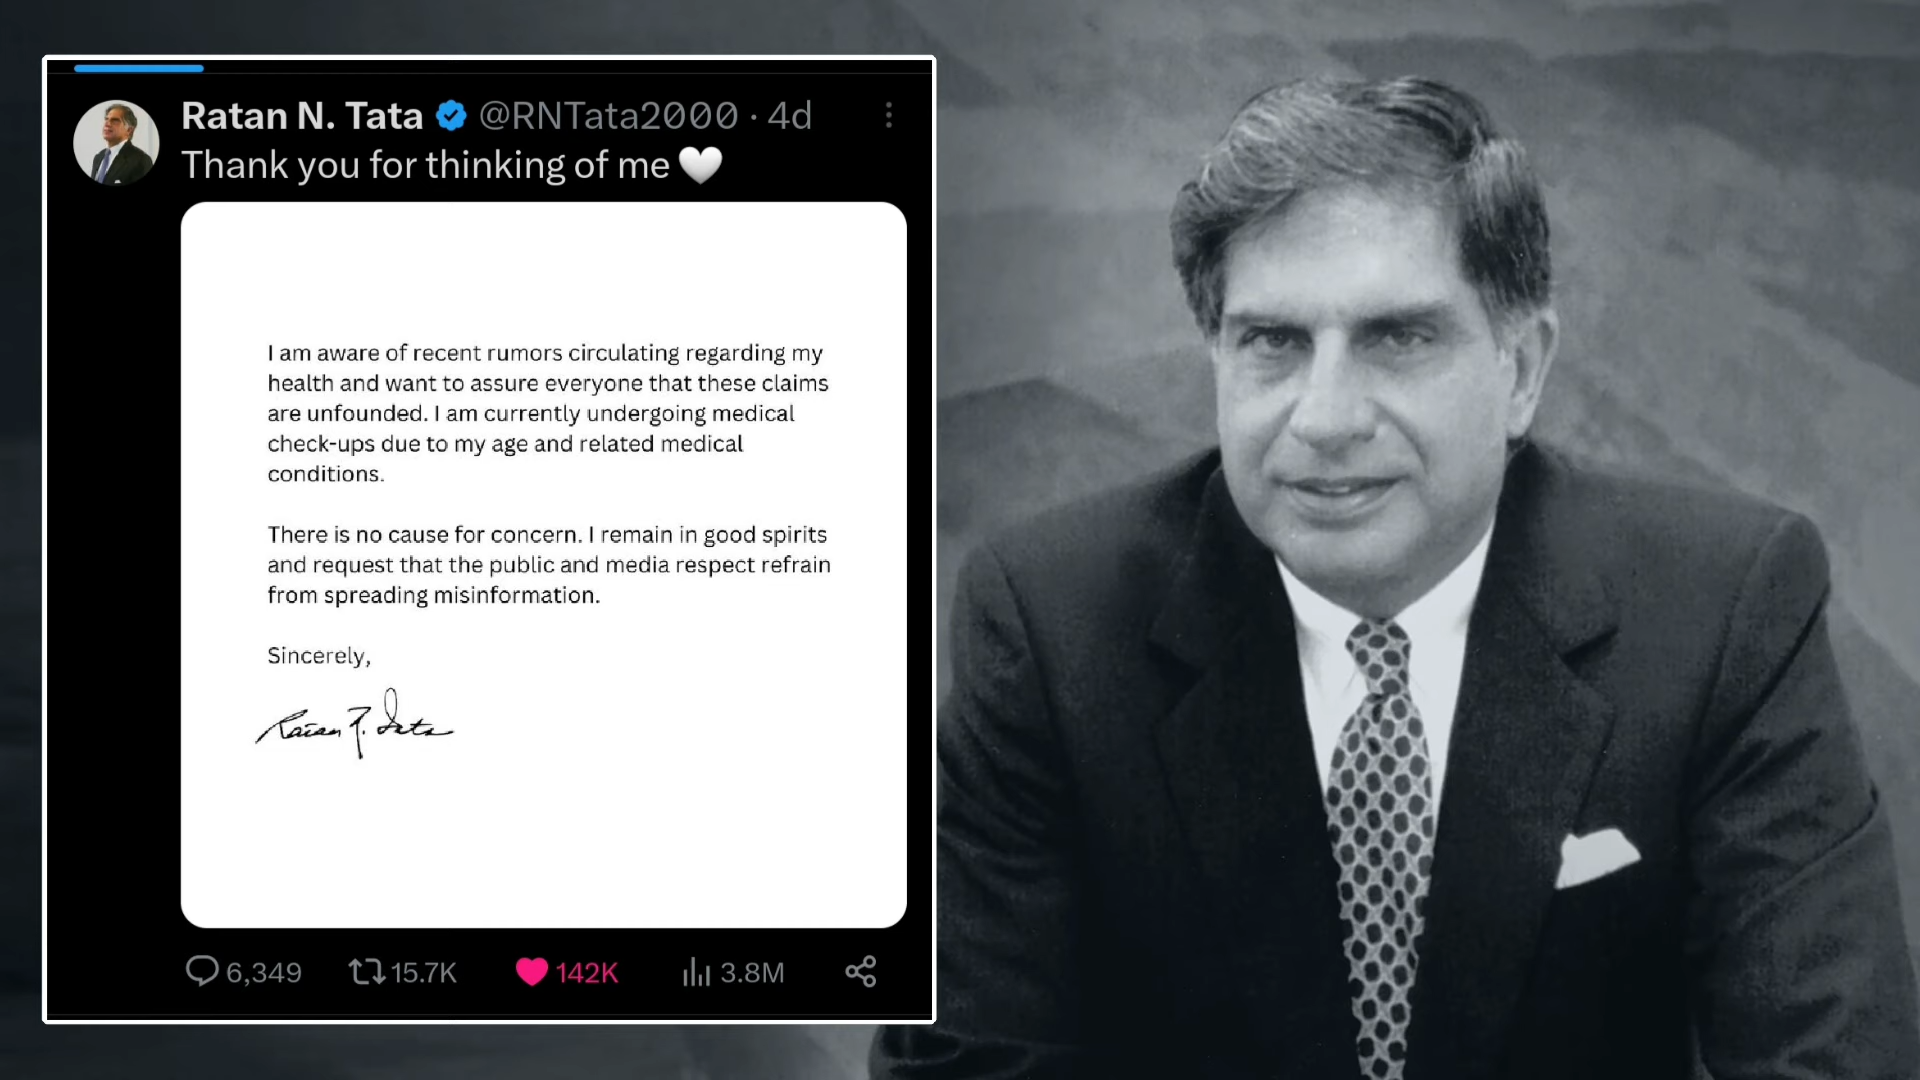 Ratan N. Tata @RNTata2000 · 4d
Thank you for thinking of me 🤍
I am aware of recent rumors circulating regarding my
health and want to assure everyone that these claims
are unfounded. I am currently undergoing medical
check-ups due to my age and related medical
conditions.
There is no cause for concern. I remain in good spirits
and request that the public and media respect refrain
from spreading misinformation.
Sincerely,
Ratan N. Tata
6,349 15.7K 142K 3.8M